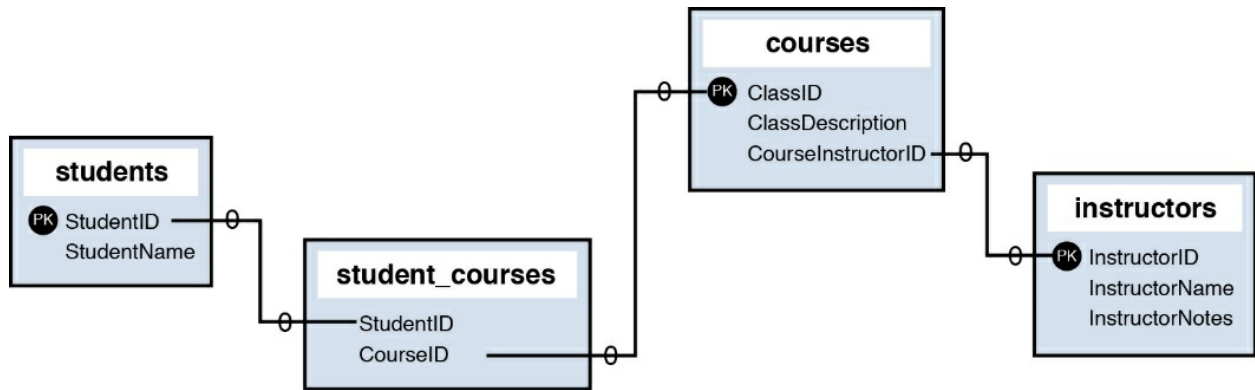 students
PK StudentID
StudentName
student_courses
StudentID
CourseID
courses
PK ClassID
ClassDescription
CourseInstructorID
instructors
PK InstructorID
InstructorName
InstructorNotes